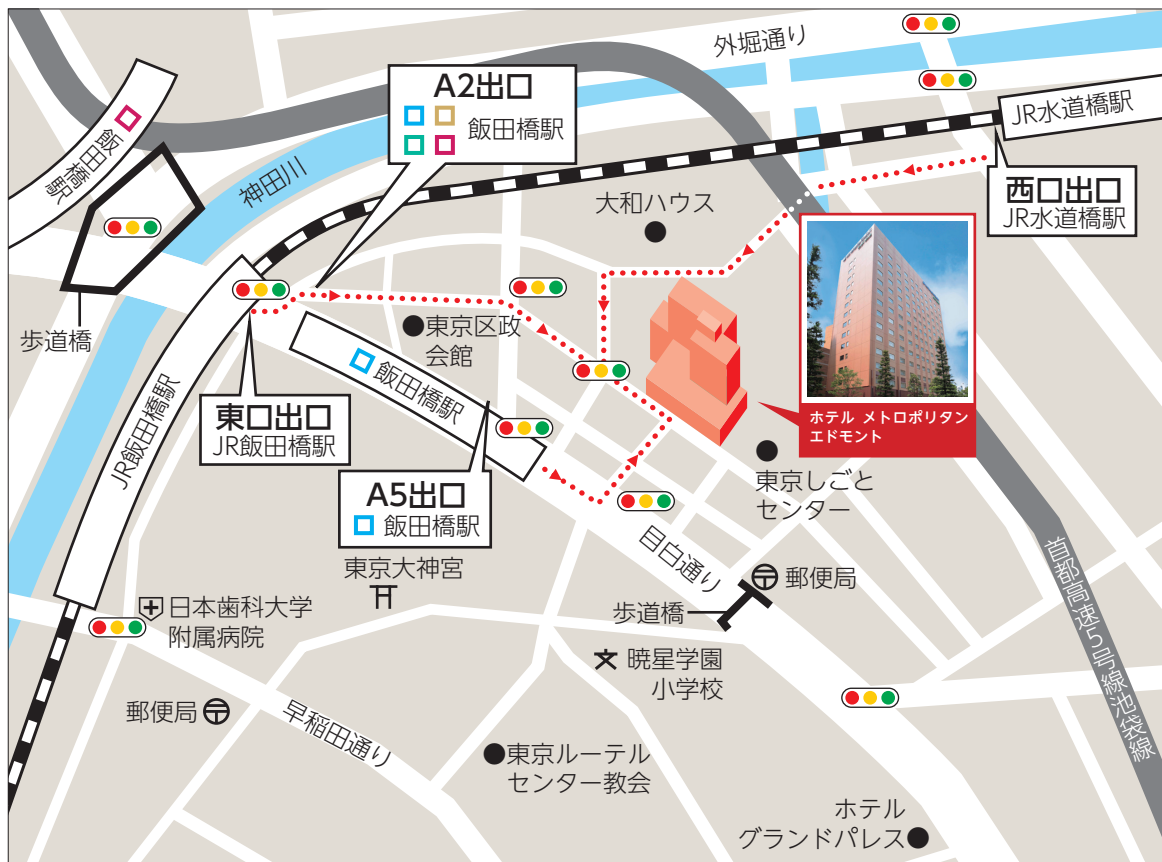 外堀通り
A2出口
飯田橋駅
飯田橋駅
神田川
JR水道橋駅
西口出口
JR水道橋駅
大和ハウス
歩道橋
東京区政
会館
飯田橋駅
JR飯田橋駅
東口出口
JR飯田橋駅
A5出口
飯田橋駅
ホテル メトロポリタン
エドモント
東京しごと
センター
目白通り
首都高速5号線池袋線
東京大神宮
郵便局
歩道橋
日本歯科大学
附属病院
暁星学園
小学校
郵便局
早稲田通り
東京ルーテル
センター教会
ホテル
グランドパレス